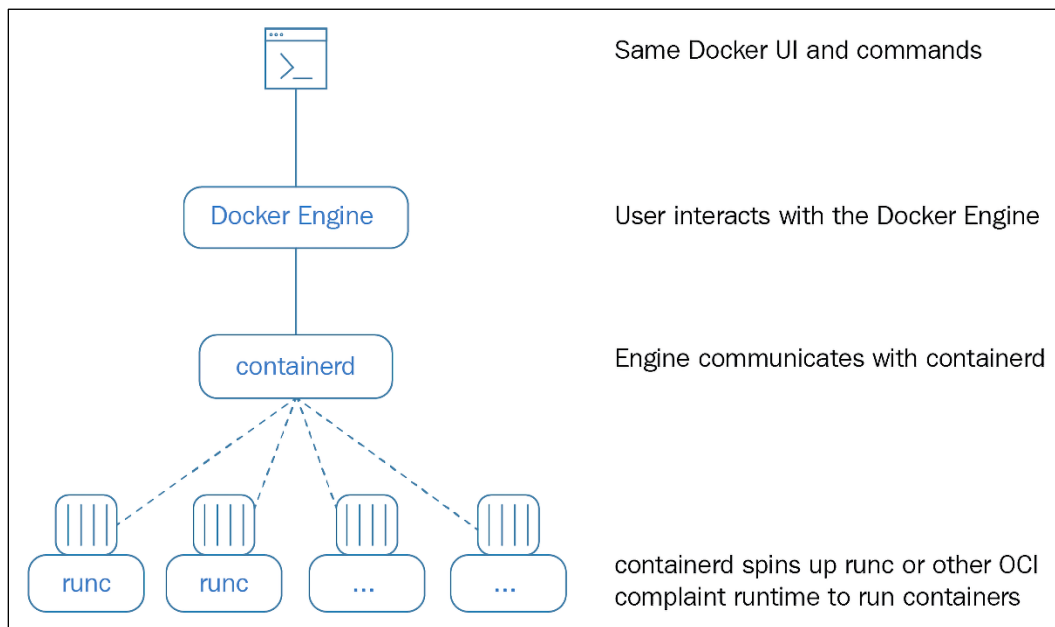 Same Docker UI and commands
Docker Engine
User interacts with the Docker Engine
containerd
Engine communicates with containerd
runc
runc
...
...
containerd spins up runc or other OCI
complaint runtime to run containers